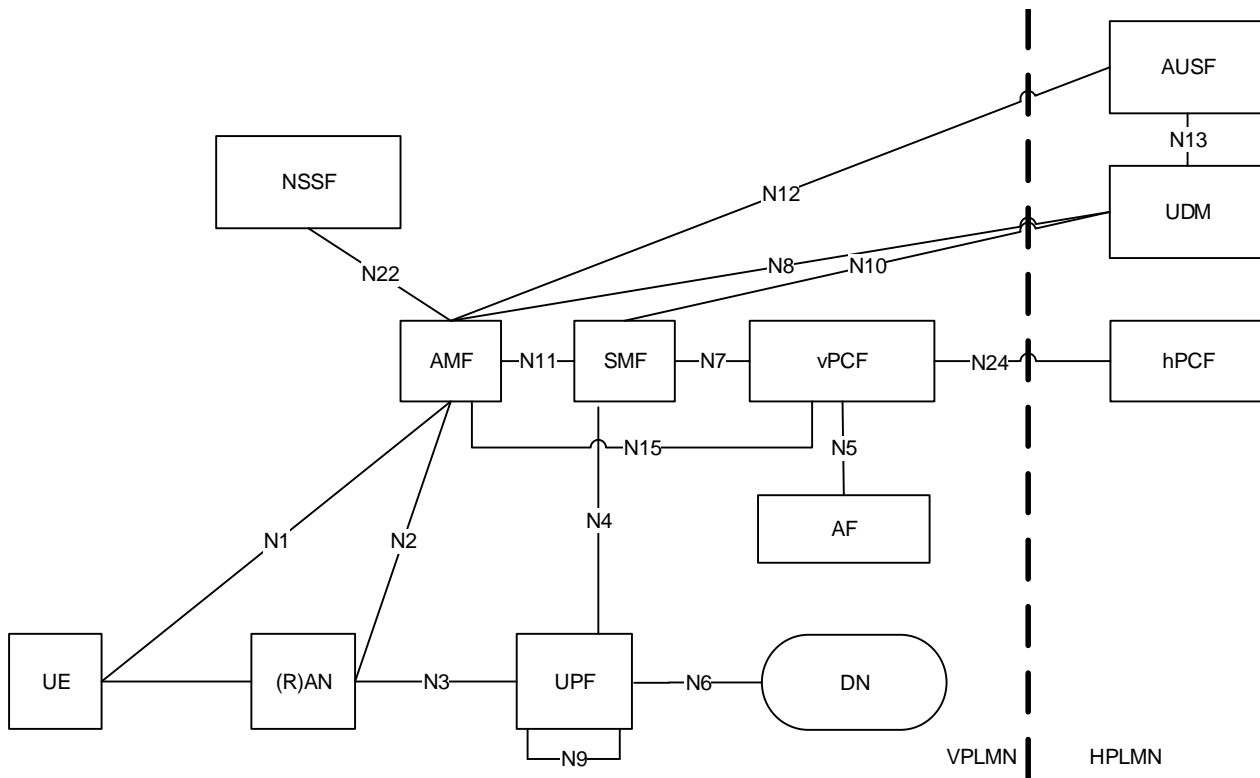 AUSF
N13
NSSF
N12
UDM
N22
N8
N10
AMF
N11
SMF
N7
vPCF
N24
hPCF
N15
N5
N4
AF
N1
N2
UE
(R)AN
N3
UPF
N6
DN
N9
VPLMN
HPLMN